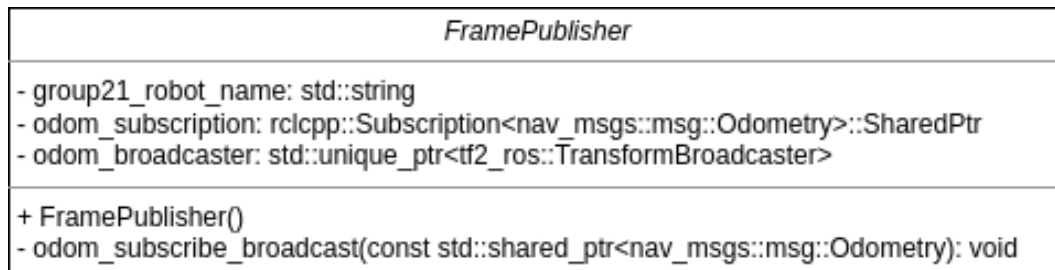 FramePublisher
- group21_robot_name: std::string
- odom_subscription: rclcpp::Subscription<nav_msgs::msg::Odometry>::SharedPtr
- odom_broadcaster: std::unique_ptr<tf2_ros::TransformBroadcaster>
+ FramePublisher()
- odom_subscribe_broadcast(const std::shared_ptr<nav_msgs::msg::Odometry): void